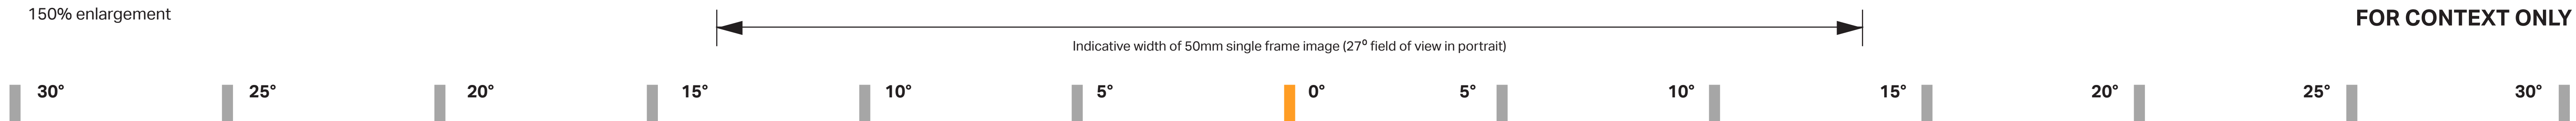 150% enlargement
FOR CONTEXT ONLY
Indicative width of 50mm single frame image (27° field of view in portrait)
30° 25° 20° 15° 10° 5° 0° 5° 10° 15° 20° 25° 30°